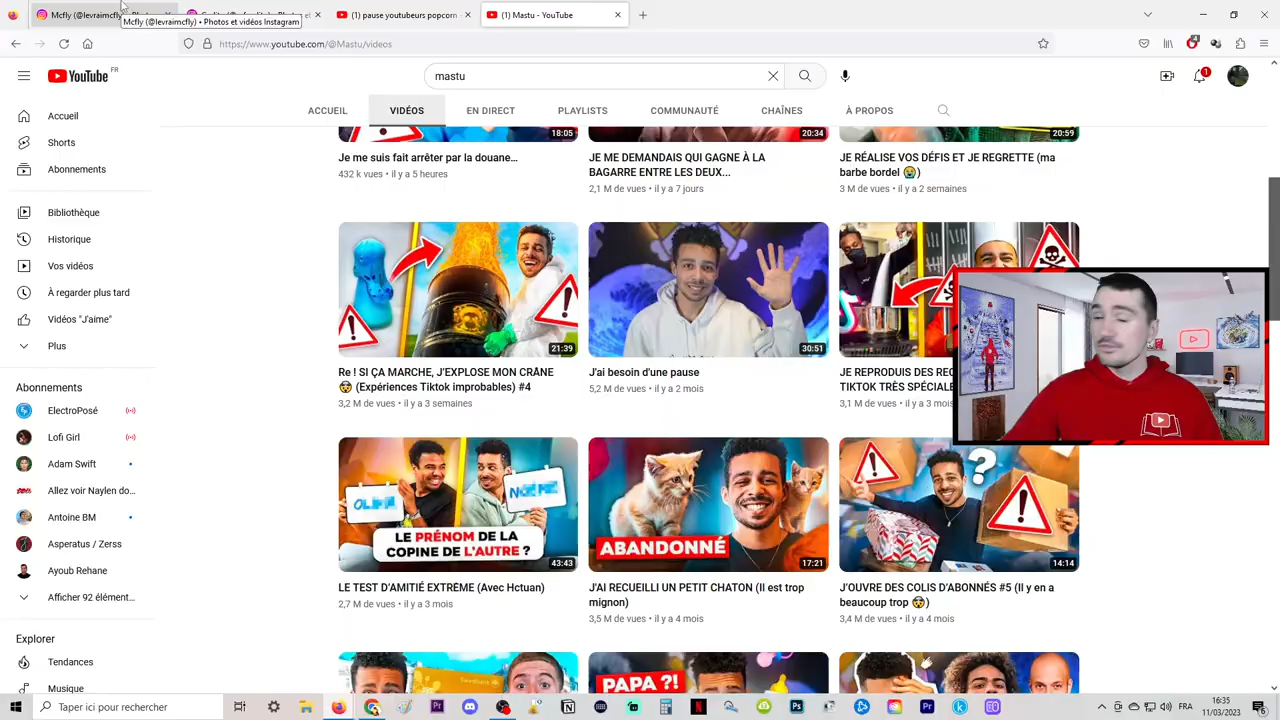 Mcfly (@levraimcfly)
Mcfly (@levraimcfly) • Photos et vidéos Instagram
(1) pause youtubeurs popcorn
(1) Mastu - YouTube
https://www.youtube.com/@Mastu/videos
YouTube FR
mastu
1
ACCUEIL VIDÉOS EN DIRECT PLAYLISTS COMMUNAUTÉ CHAÎNES À PROPOS
Accueil
Shorts
Abonnements
Bibliothèque
Historique
Vos vidéos
À regarder plus tard
Vidéos "J'aime"
Plus
Abonnements
ElectroPosé
Lofi Girl
Adam Swift
Allez voir Naylen do...
Antoine BM
Asperatus / Zerss
Ayoub Rehane
Afficher 92 élément...
Explorer
Tendances
Musique
18:05
Je me suis fait arrêter par la douane...
432 k vues • il y a 5 heures
20:34
JE ME DEMANDAIS QUI GAGNE À LA
BAGARRE ENTRE LES DEUX...
2,1 M de vues • il y a 7 jours
20:59
JE RÉALISE VOS DÉFIS ET JE REGRETTE (ma
barbe bordel 😭)
3 M de vues • il y a 2 semaines
21:39
Re ! SI ÇA MARCHE, J'EXPLOSE MON CRÂNE
🤯 (Expériences Tiktok improbables) #4
3,2 M de vues • il y a 3 semaines
30:51
J'ai besoin d'une pause
5,2 M de vues • il y a 2 mois
JE REPRODUIS DES
TIKTOK TRÈS
3,1 M de vues • il y a 3 mois
LE PRÉNOM DE LA
COPINE DE L'AUTRE ?
43:43
LE TEST D'AMITIÉ EXTRÊME (Avec Hctuan)
2,7 M de vues • il y a 3 mois
ABANDONNÉ
17:21
J'AI RECUEILLI UN PETIT CHATON (Il est trop
mignon)
3,5 M de vues • il y a 4 mois
14:14
J'OUVRE DES COLIS D'ABONNÉS #5 (Il y en a
beaucoup trop 🤯)
3,4 M de vues • il y a 4 mois
PAPA ?!
Taper ici pour rechercher
FRA
16:35
11/03/2023